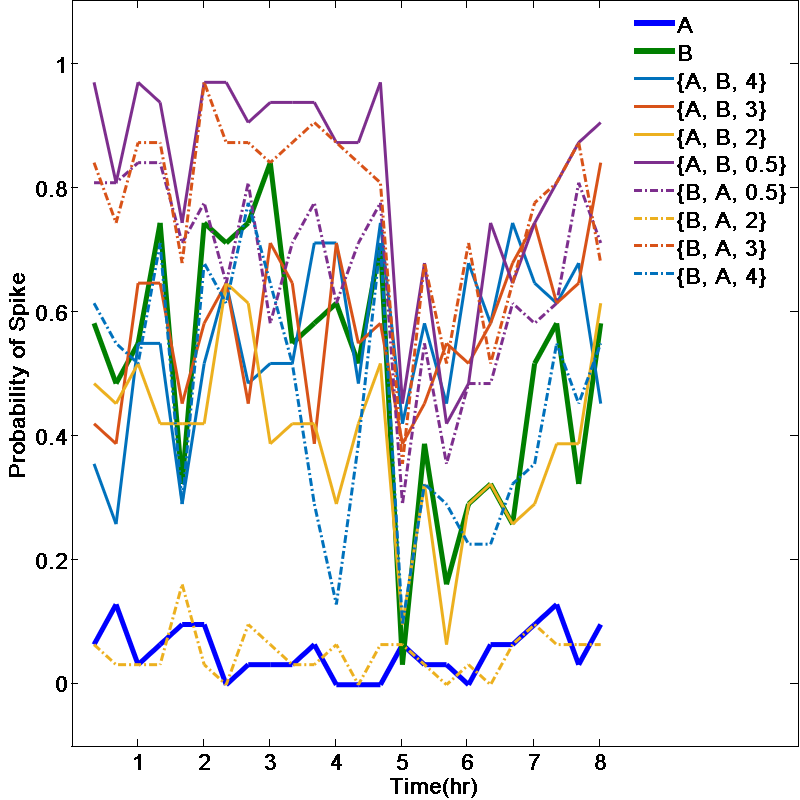 A
B
{A, B, 4}
{A, B, 3}
{A, B, 2}
{A, B, 0.5}
{B, A, 0.5}
{B, A, 2}
{B, A, 3}
{B, A, 4}
Probability of Spike
1
0.8
0.6
0.4
0.2
0
1 2 3 4 5 6 7 8
Time(hr)